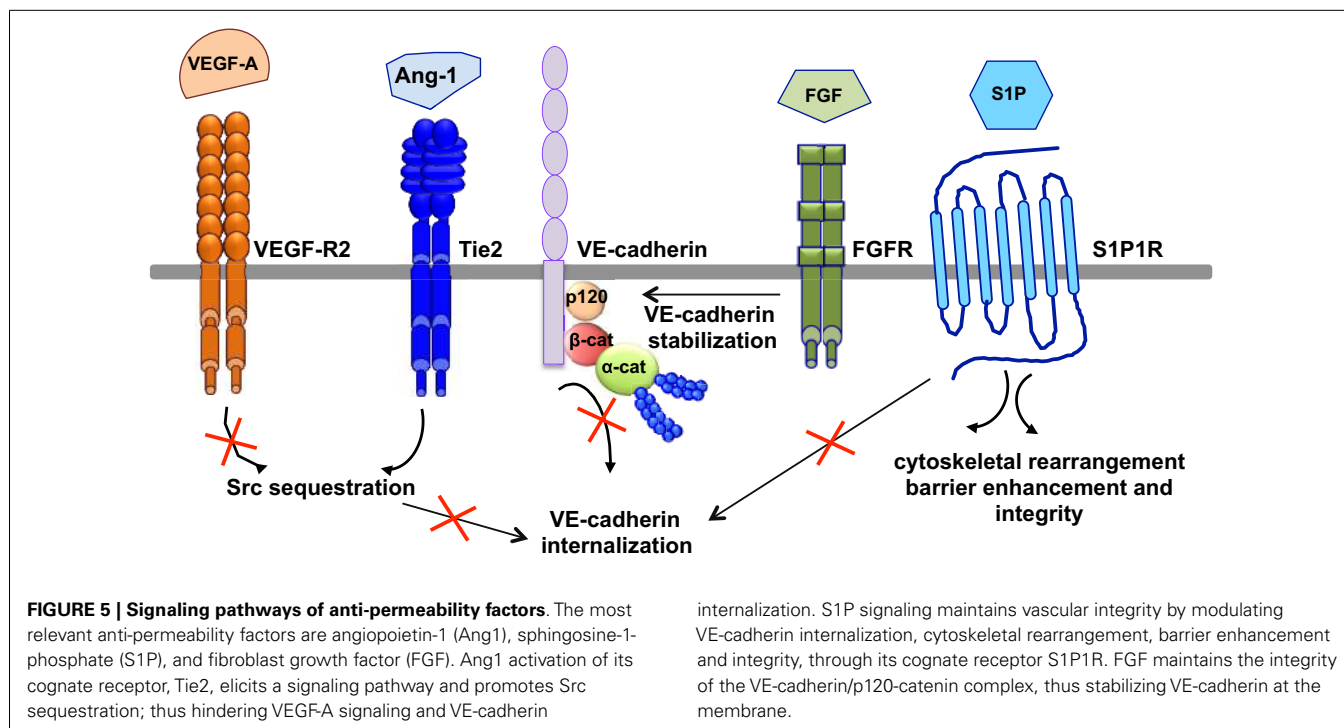 VEGF-A
Ang-1
FGF
S1P
VEGF-R2
Tie2
VE-cadherin
FGFR
S1P1R
p120
β-cat
α-cat
VE-cadherin
stabilization
Src sequestration
VE-cadherin
internalization
cytoskeletal rearrangement
barrier enhancement and
integrity
FIGURE 5 | Signaling pathways of anti-permeability factors. The most
relevant anti-permeability factors are angiopoietin-1 (Ang1), sphingosine-1-
phosphate (S1P), and fibroblast growth factor (FGF). Ang1 activation of its
cognate receptor, Tie2, elicits a signaling pathway and promotes Src
sequestration; thus hindering VEGF-A signaling and VE-cadherin
internalization. S1P signaling maintains vascular integrity by modulating
VE-cadherin internalization, cytoskeletal rearrangement, barrier enhancement
and integrity, through its cognate receptor S1P1R. FGF maintains the integrity
of the VE-cadherin/p120-catenin complex, thus stabilizing VE-cadherin at the
membrane.